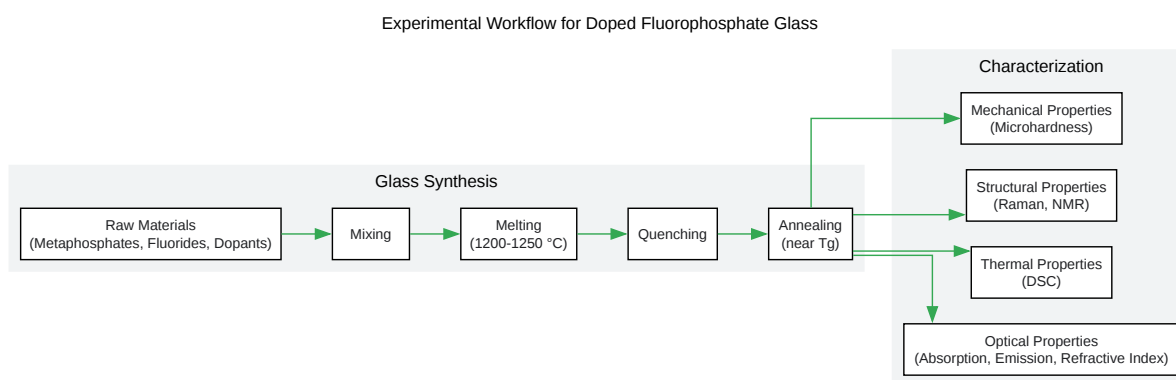 Experimental Workflow for Doped Fluorophosphate Glass
Glass Synthesis
Raw Materials
(Metaphosphates, Fluorides, Dopants)
Mixing
Melting
(1200-1250 °C)
Quenching
Annealing
(near Tg)
Characterization
Mechanical Properties
(Microhardness)
Structural Properties
(Raman, NMR)
Thermal Properties
(DSC)
Optical Properties
(Absorption, Emission, Refractive Index)